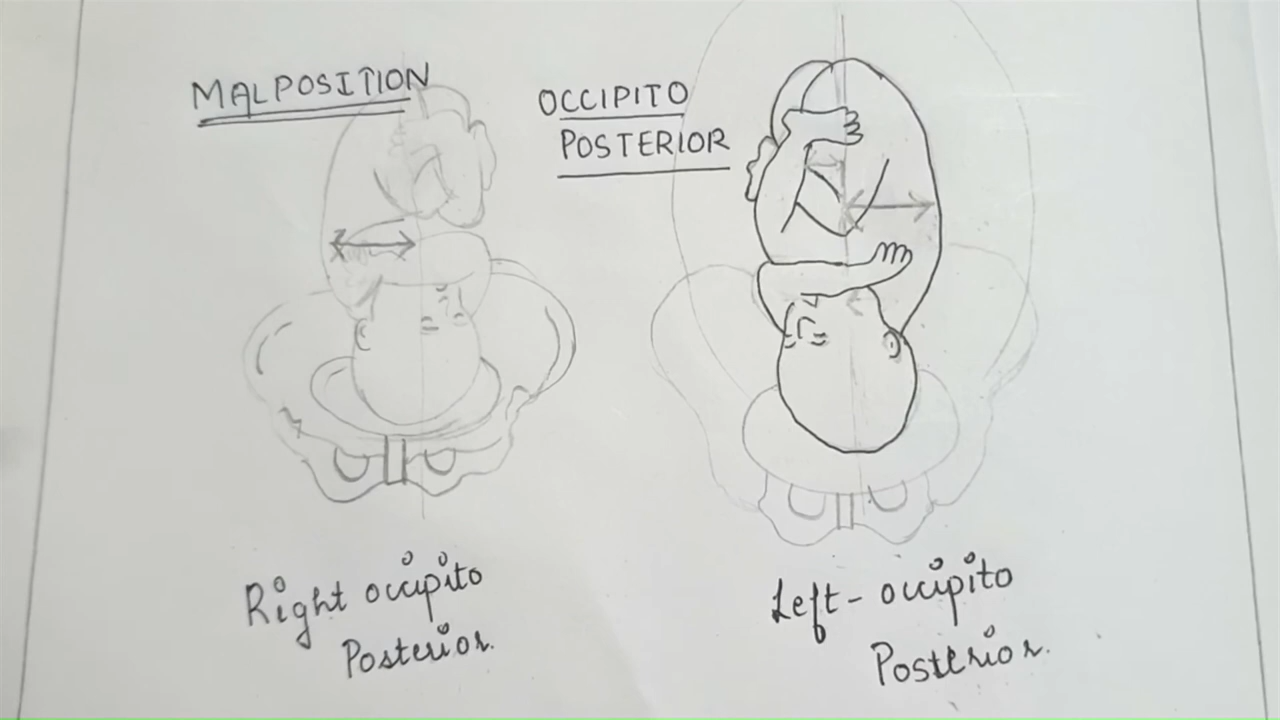 MALPOSITION
OCCIPITO
POSTERIOR
Right occipito
Posterior.
Left - occipito
Posterior.